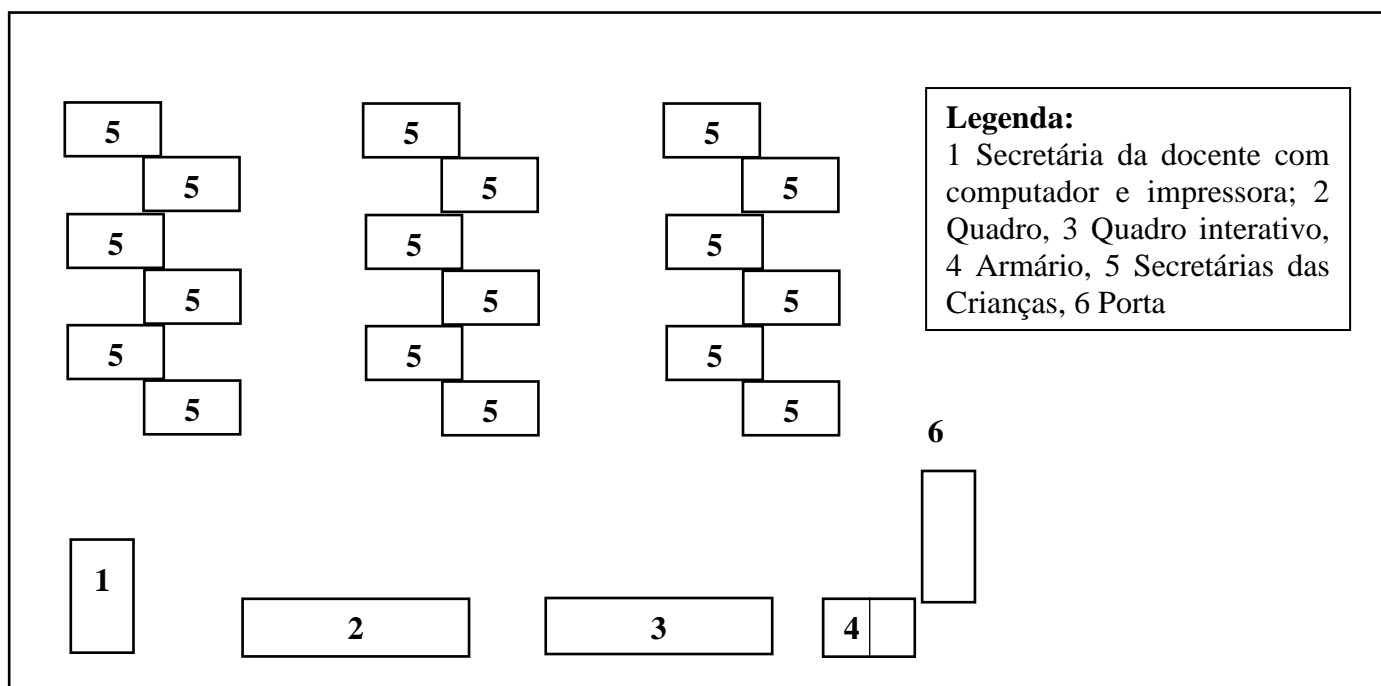 5 5 5
5 5 5
5 5 5
5 5 5
5 5 5
5 5 5
Legenda:
1 Secretária da docente com
computador e impressora; 2
Quadro, 3 Quadro interativo,
4 Armário, 5 Secretárias das
Crianças, 6 Porta
6
1
2 3 4